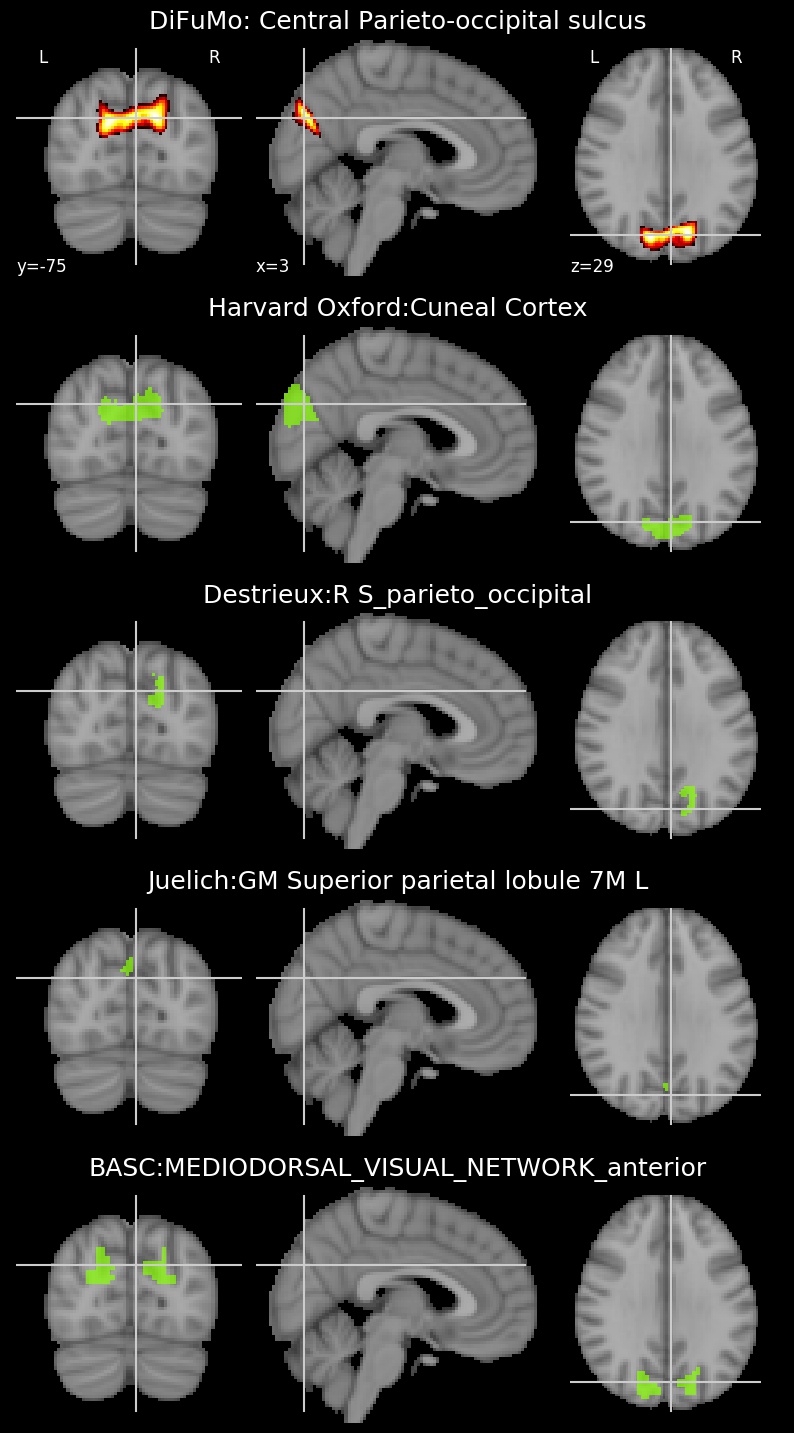 DiFuMo: Central Parieto-occipital sulcus
L R L R
y=-75 x=3 z=29
Harvard Oxford:Cuneal Cortex
Destrieux:R S_parieto_occipital
Juelich:GM Superior parietal lobule 7M L
BASC:MEDIODORSAL_VISUAL_NETWORK_anterior